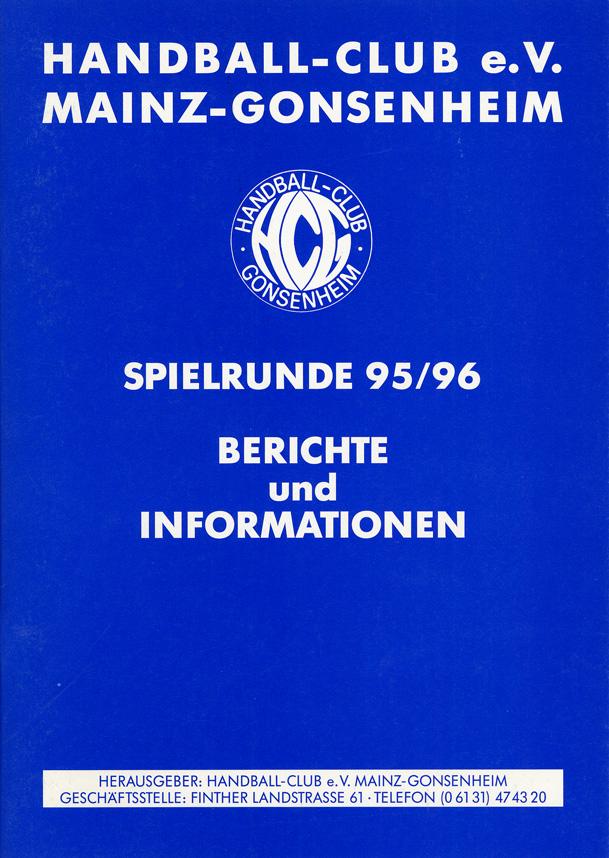 HANDBALL-CLUB e.V.
MAINZ-GONSENHEIM
HANDBALL-CLUB
HCG
GONSENHEIM
SPIELRUNDE 95/96
BERICHTE
und
INFORMATIONEN
HERAUSGEBER: HANDBALL-CLUB e.V. MAINZ-GONSENHEIM
GESCHÄFTSSTELLE: FINTHER LANDSTRASSE 61 · TELEFON (0 61 31) 47 43 20